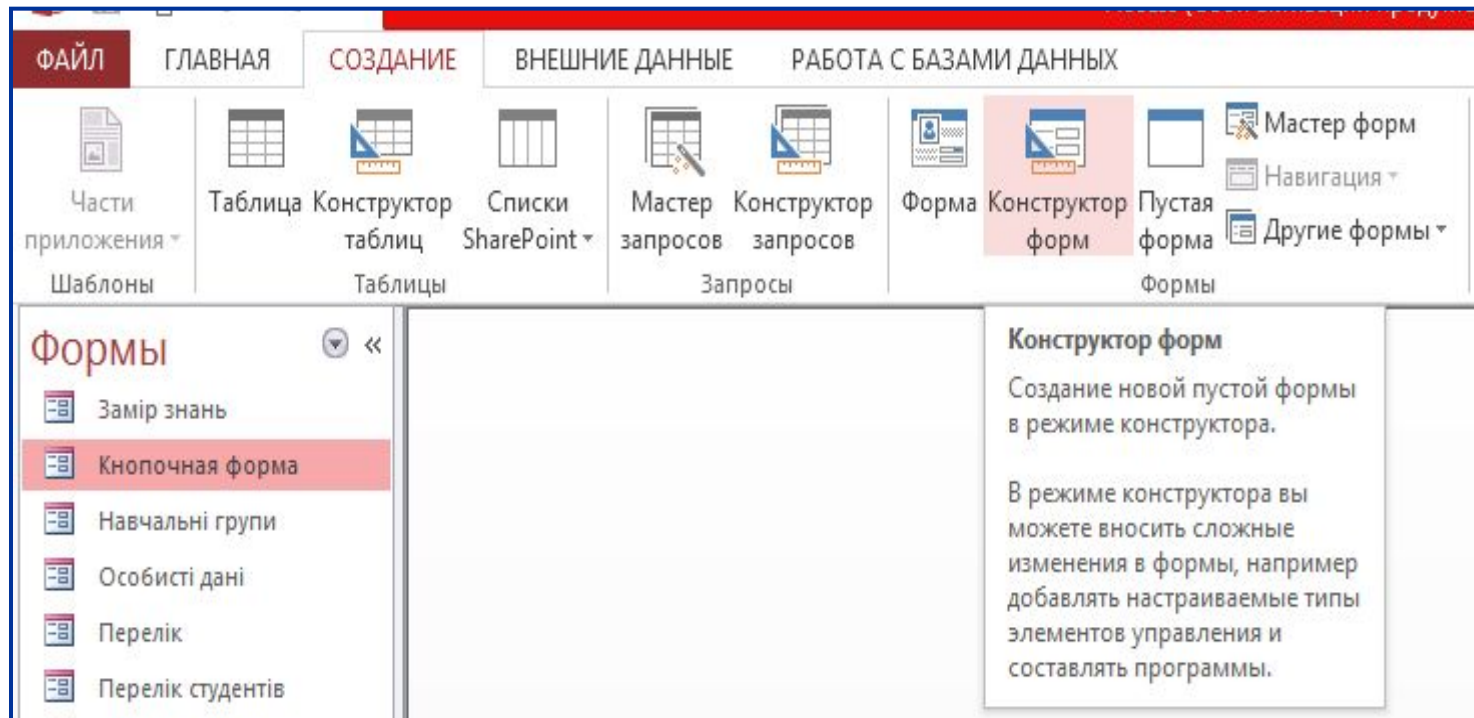 ФАЙЛ ГЛАВНАЯ СОЗДАНИЕ ВНЕШНИЕ ДАННЫЕ РАБОТА С БАЗАМИ ДАННЫХ
Части приложения
Таблица
Конструктор таблиц
Списки SharePoint
Мастер запросов
Конструктор запросов
Форма
Конструктор форм
Пустая форма
Мастер форм
Навигация
Другие формы
Шаблоны Таблицы Запросы Формы
Формы «
Замір знань
Кнопочная форма
Навчальні групи
Особисті дані
Перелік
Перелік студентів
Конструктор форм
Создание новой пустой формы
в режиме конструктора.
В режиме конструктора вы
можете вносить сложные
изменения в формы, например
добавлять настраиваемые типы
элементов управления и
составлять программы.